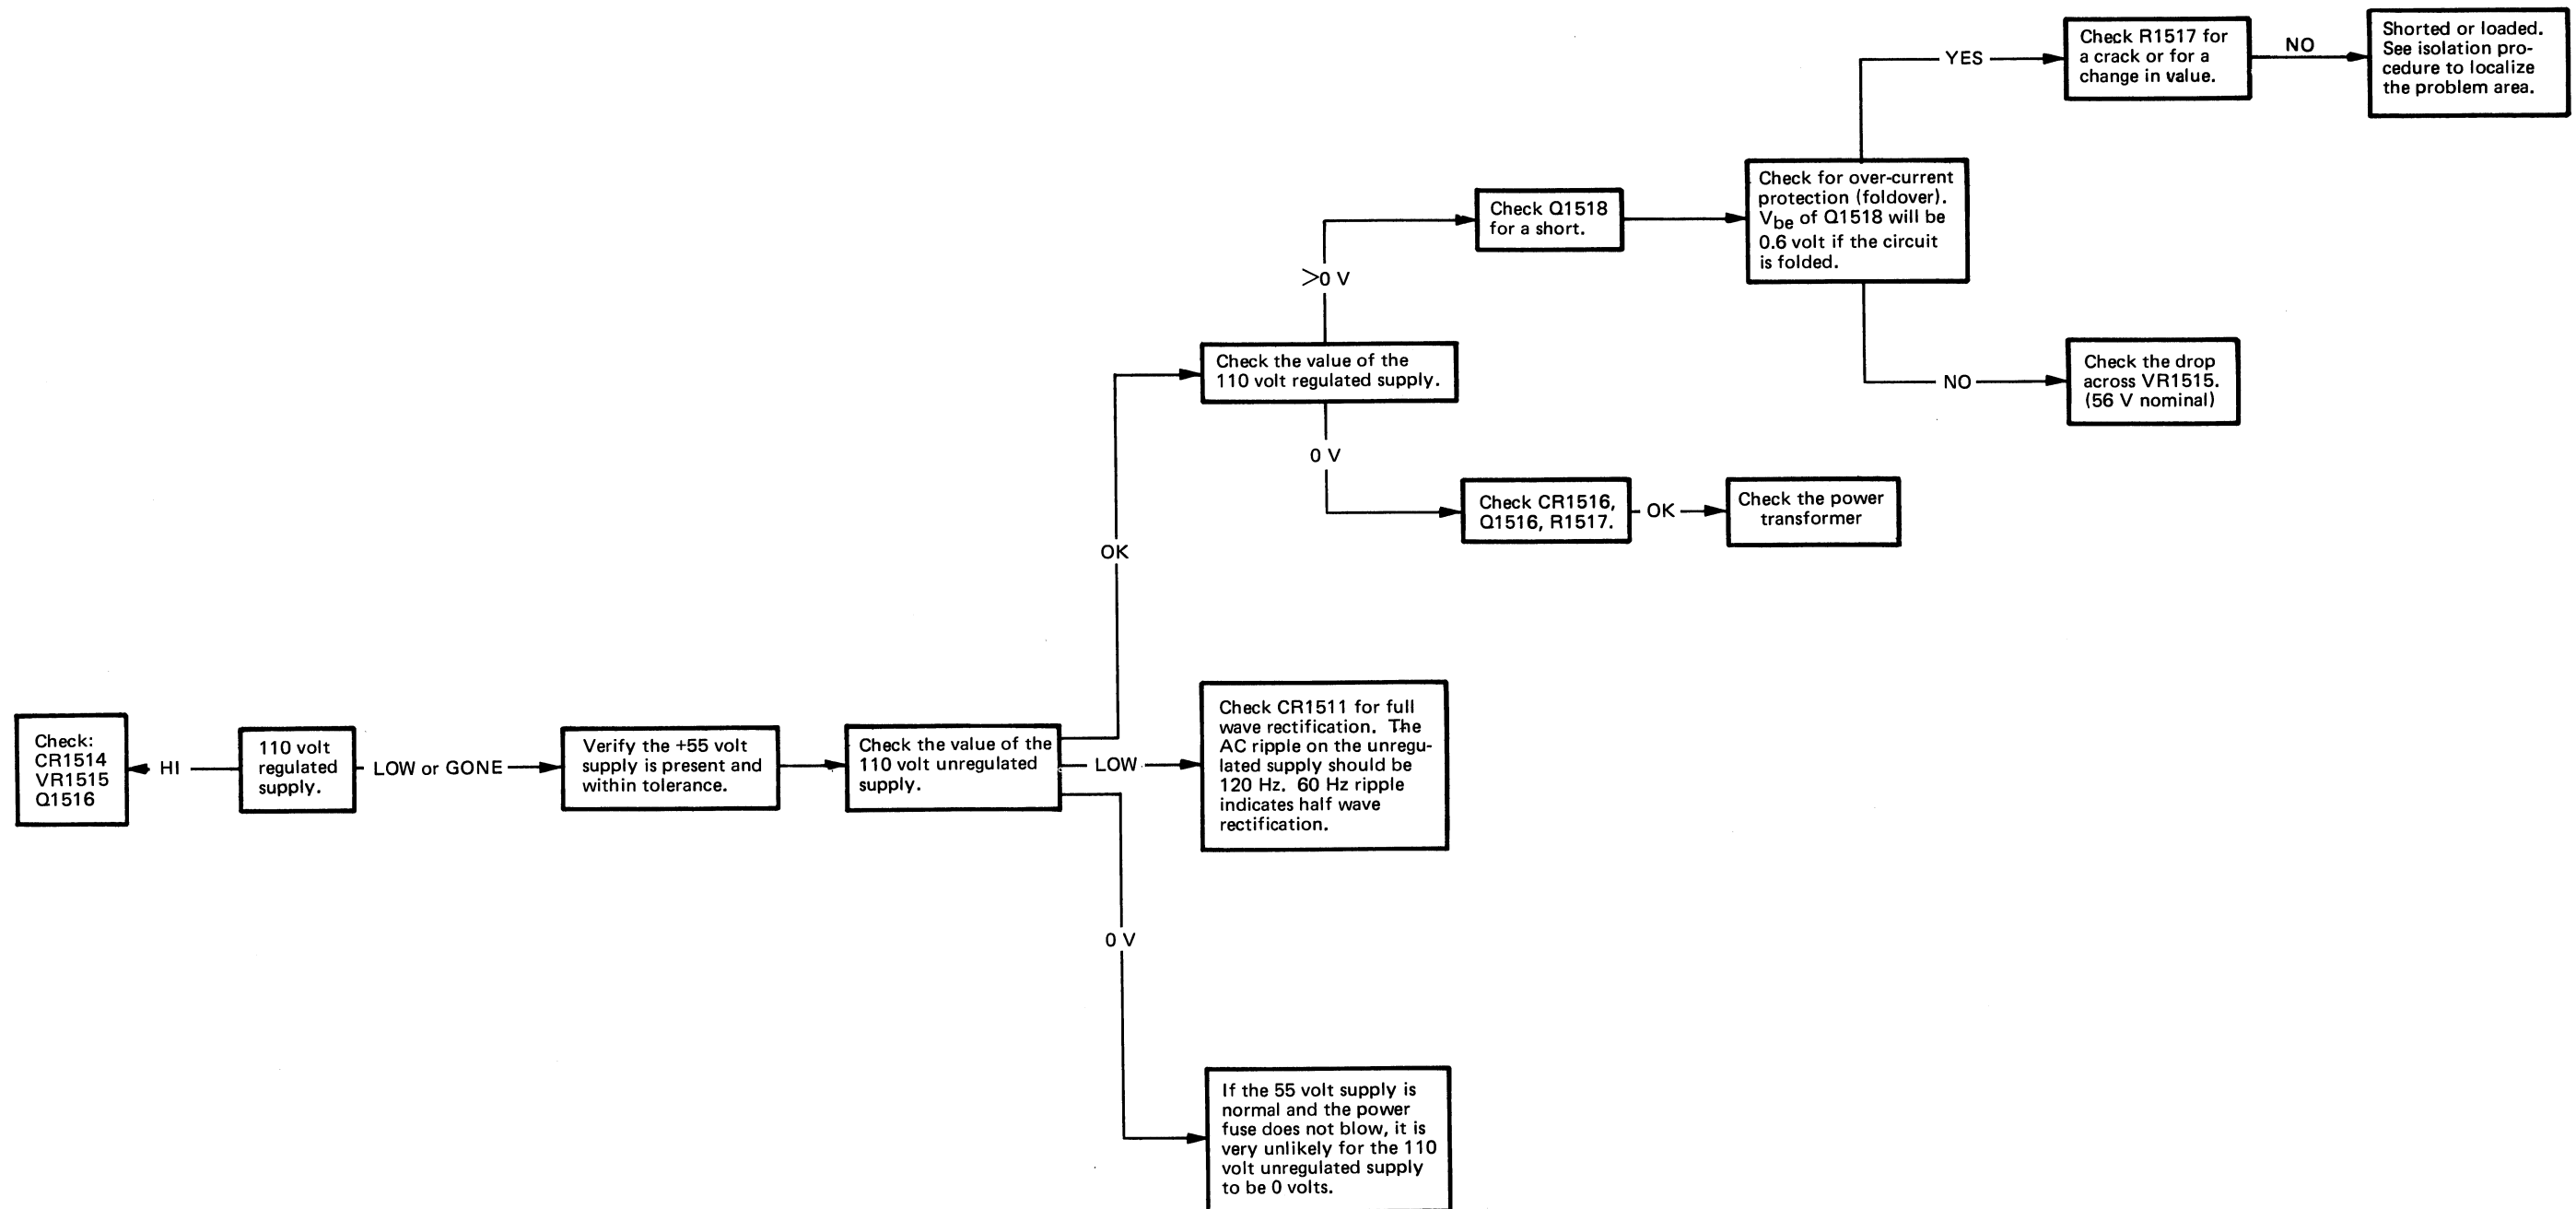 Check:
CR1514
VR1515
Q1516
HI
110 volt
regulated
supply.
LOW or GONE
Verify the +55 volt
supply is present and
within tolerance.
Check the value of the
110 volt unregulated
supply.
OK
Check the value of the
110 volt regulated supply.
>0 V
Check Q1518
for a short.
Check for over-current
protection (foldover).
Vbe of Q1518 will be
0.6 volt if the circuit
is folded.
YES
Check R1517 for
a crack or for a
change in value.
NO
Shorted or loaded.
See isolation pro-
cedure to localize
the problem area.
NO
Check the drop
across VR1515.
(56 V nominal)
0 V
Check CR1516,
Q1516, R1517.
OK
Check the power
transformer
LOW
Check CR1511 for full
wave rectification. The
AC ripple on the unregu-
lated supply should be
120 Hz. 60 Hz ripple
indicates half wave
rectification.
0 V
If the 55 volt supply is
normal and the power
fuse does not blow, it is
very unlikely for the 110
volt unregulated supply
to be 0 volts.